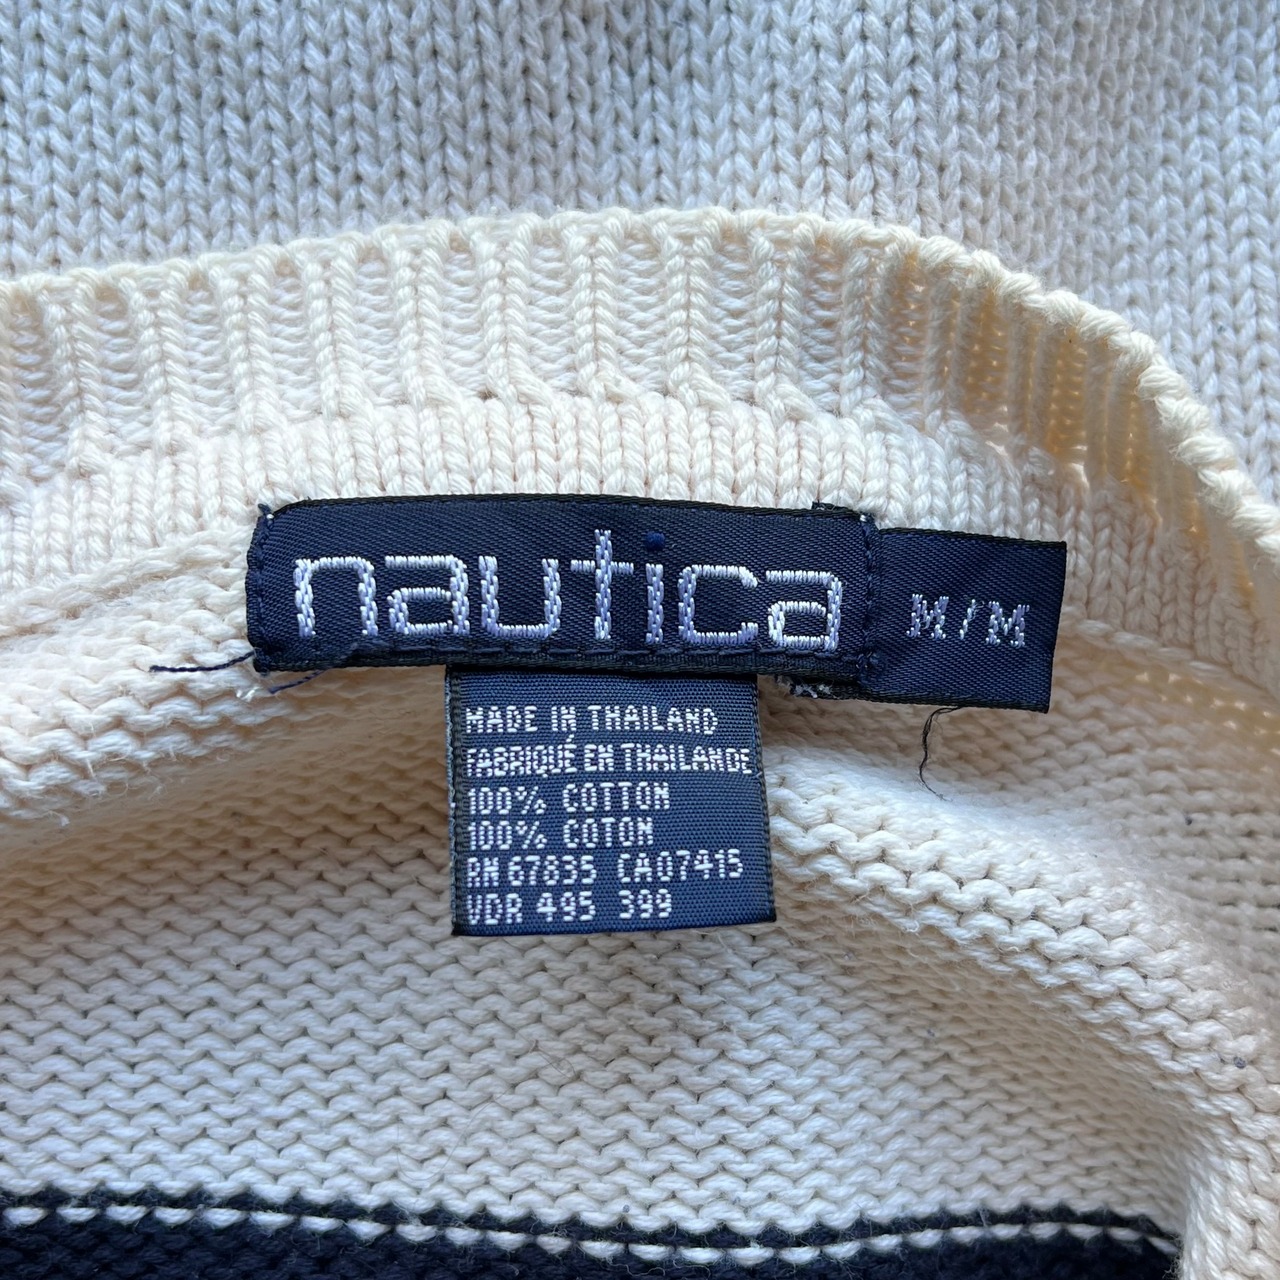 nautica
M/M
MADE IN THAILAND
FABRIQUÉ EN THAILANDE
100% COTTON
100% COTON
RN 67835 CA07415
VDR 495 399